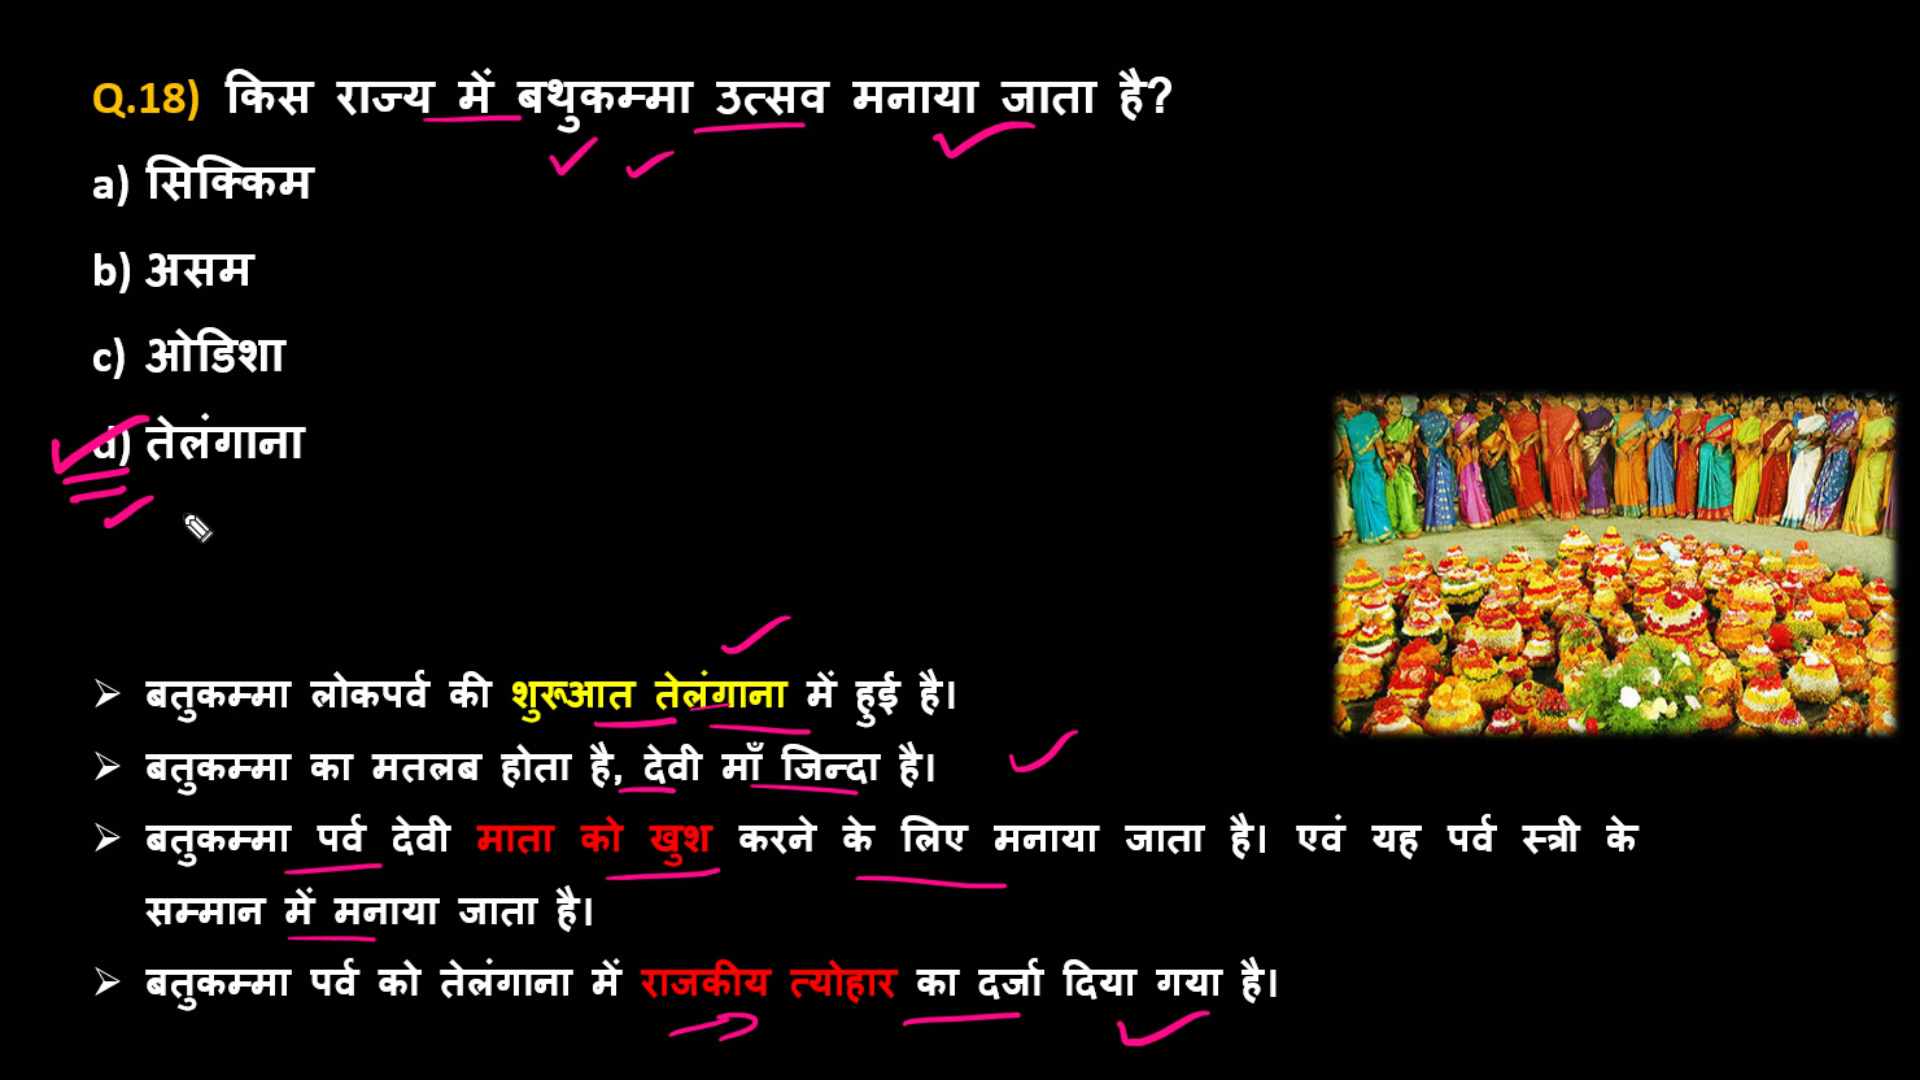 Q.18) किस राज्य में बथुकम्मा उत्सव मनाया जाता है?
a) सिक्किम
b) असम
c) ओडिशा
d) तेलंगाना
➢ बतुकम्मा लोकपर्व की शुरूआत तेलंगाना में हुई है।
➢ बतुकम्मा का मतलब होता है, देवी माँ जिन्दा है।
➢ बतुकम्मा पर्व देवी माता को खुश करने के लिए मनाया जाता है। एवं यह पर्व स्त्री के
सम्मान में मनाया जाता है।
➢ बतुकम्मा पर्व को तेलंगाना में राजकीय त्योहार का दर्जा दिया गया है।